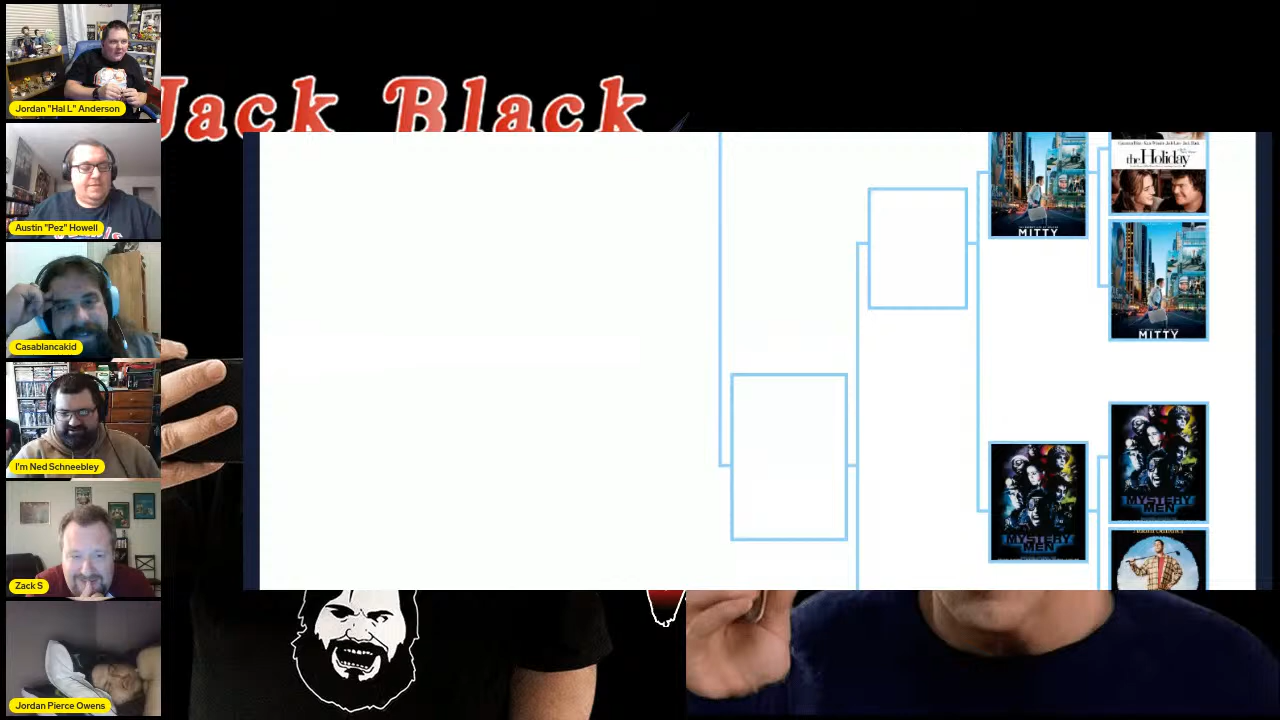 Jordan "Hal L" Anderson
Austin "Pez" Howell
Casablancakid
I'm Ned Schneebley
Zack S
Jordan Pierce Owens
Jack Black
MITTY
the Holiday
MITTY
MYSTERY
MEN
MYSTERY
MEN